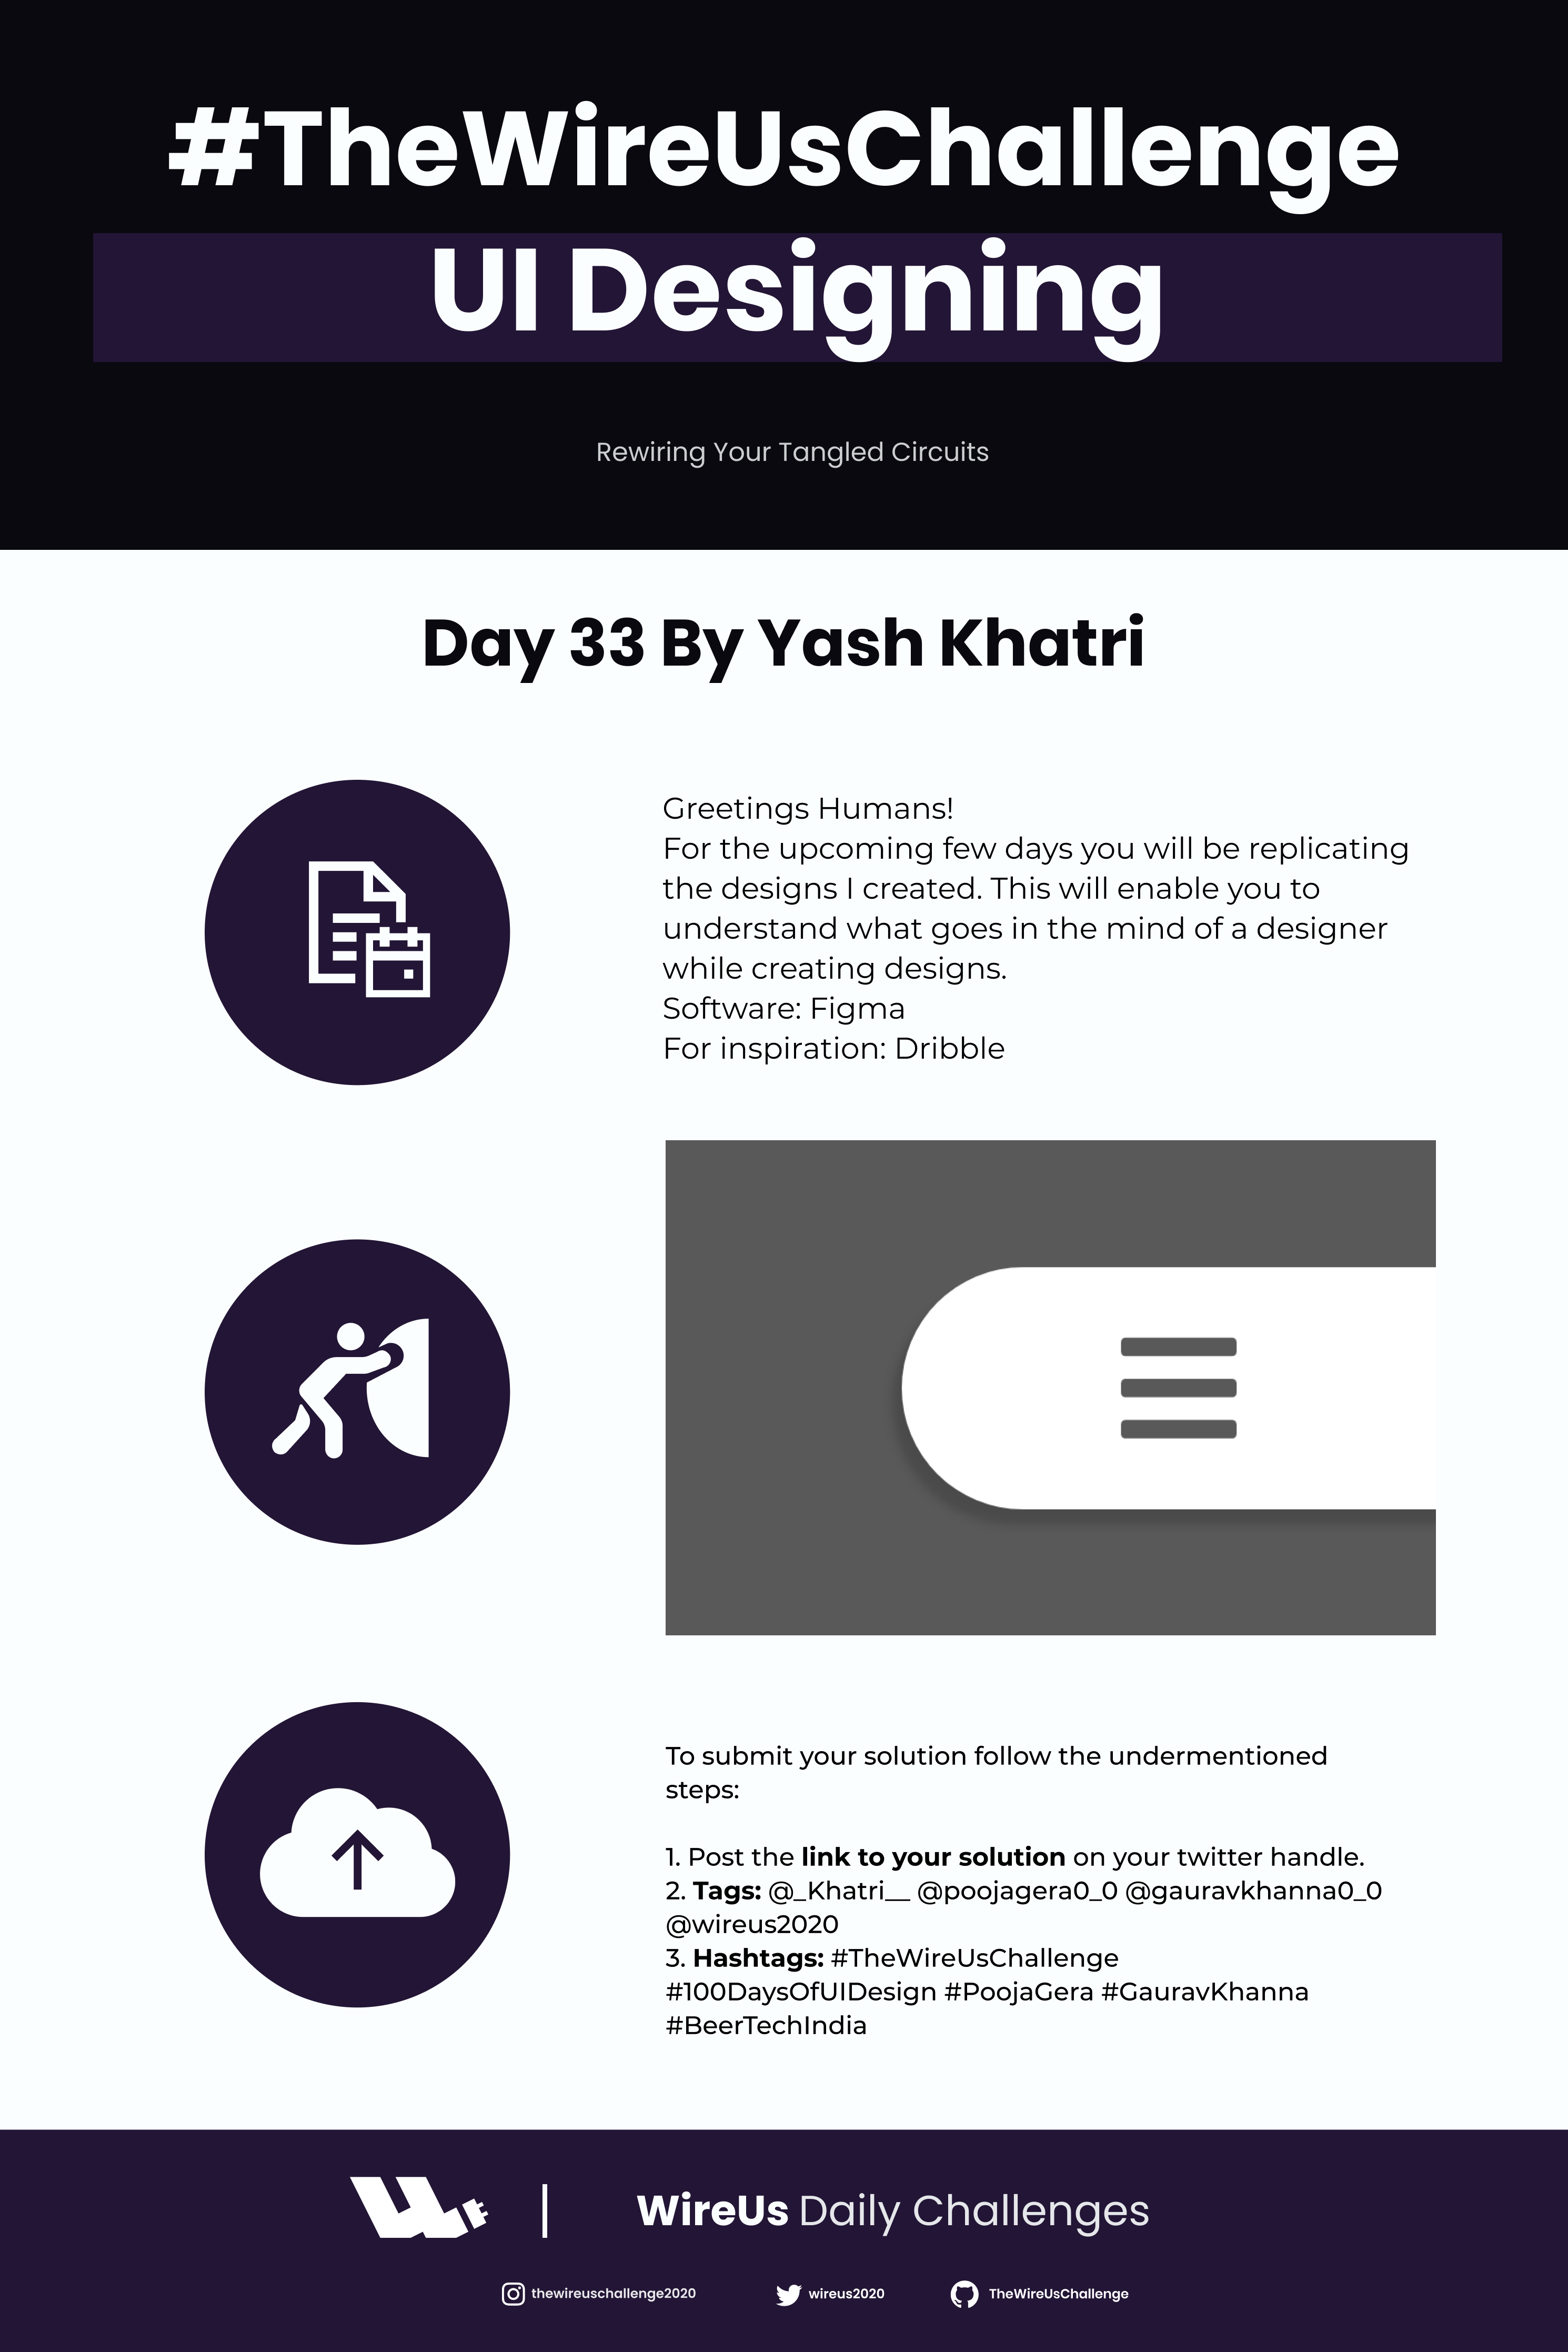 #TheWireUsChallenge
UI Designing
Rewiring Your Tangled Circuits
Day 33 By Yash Khatri
Greetings Humans!
For the upcoming few days you will be replicating
the designs I created. This will enable you to
understand what goes in the mind of a designer
while creating designs.
Software: Figma
For inspiration: Dribble
To submit your solution follow the undermentioned
steps:
1. Post the link to your solution on your twitter handle.
2. Tags: @_Khatri__ @poojagera0_0 @gauravkhanna0_0
@wireus2020
3. Hashtags: #TheWireUsChallenge
#100DaysOfUIDesign #PoojaGera #GauravKhanna
#BeerTechIndia
WireUs Daily Challenges
thewireuschallenge2020 wireus2020 TheWireUsChallenge